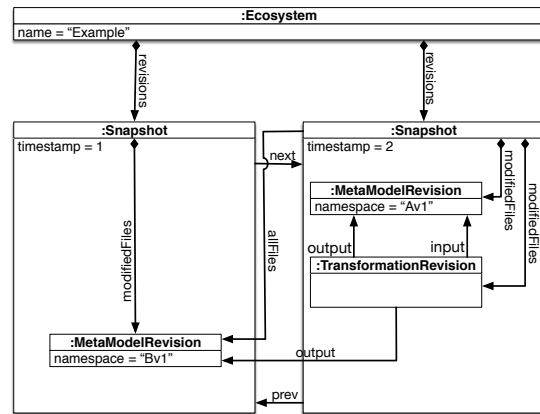 :Ecosystem
name = “Example”
revisions
revisions
:Snapshot
timestamp = 1
:Snapshot
timestamp = 2
next
modifiedFiles
modifiedFiles
:MetaModelRevision
namespace = “Av1”
modifiedFiles
allFiles
output
input
:TransformationRevision
:MetaModelRevision
namespace = “Bv1”
output
prev